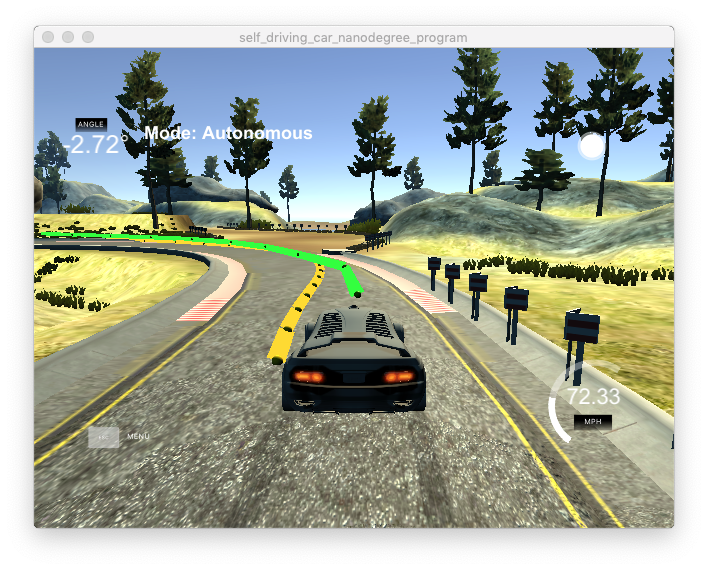 self_driving_car_nanodegree_program
ANGLE
-2.72°
Mode: Autonomous
72.33
MPH
MENU